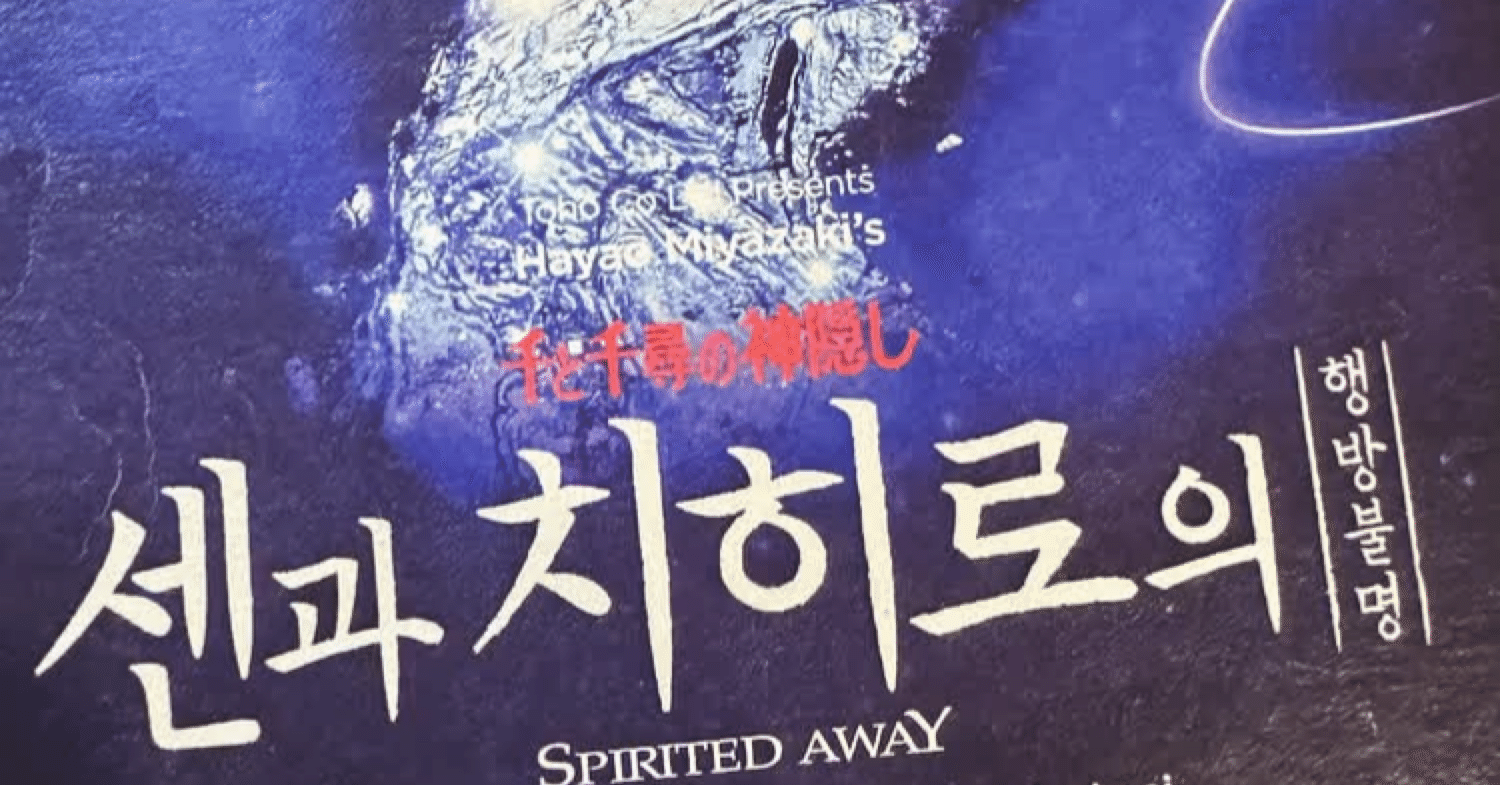 Toho Co Ltd Presents
Hayao Miyazaki's
千と千尋の神隠し
센과 치히로의
행방불명
SPIRITED AWAY